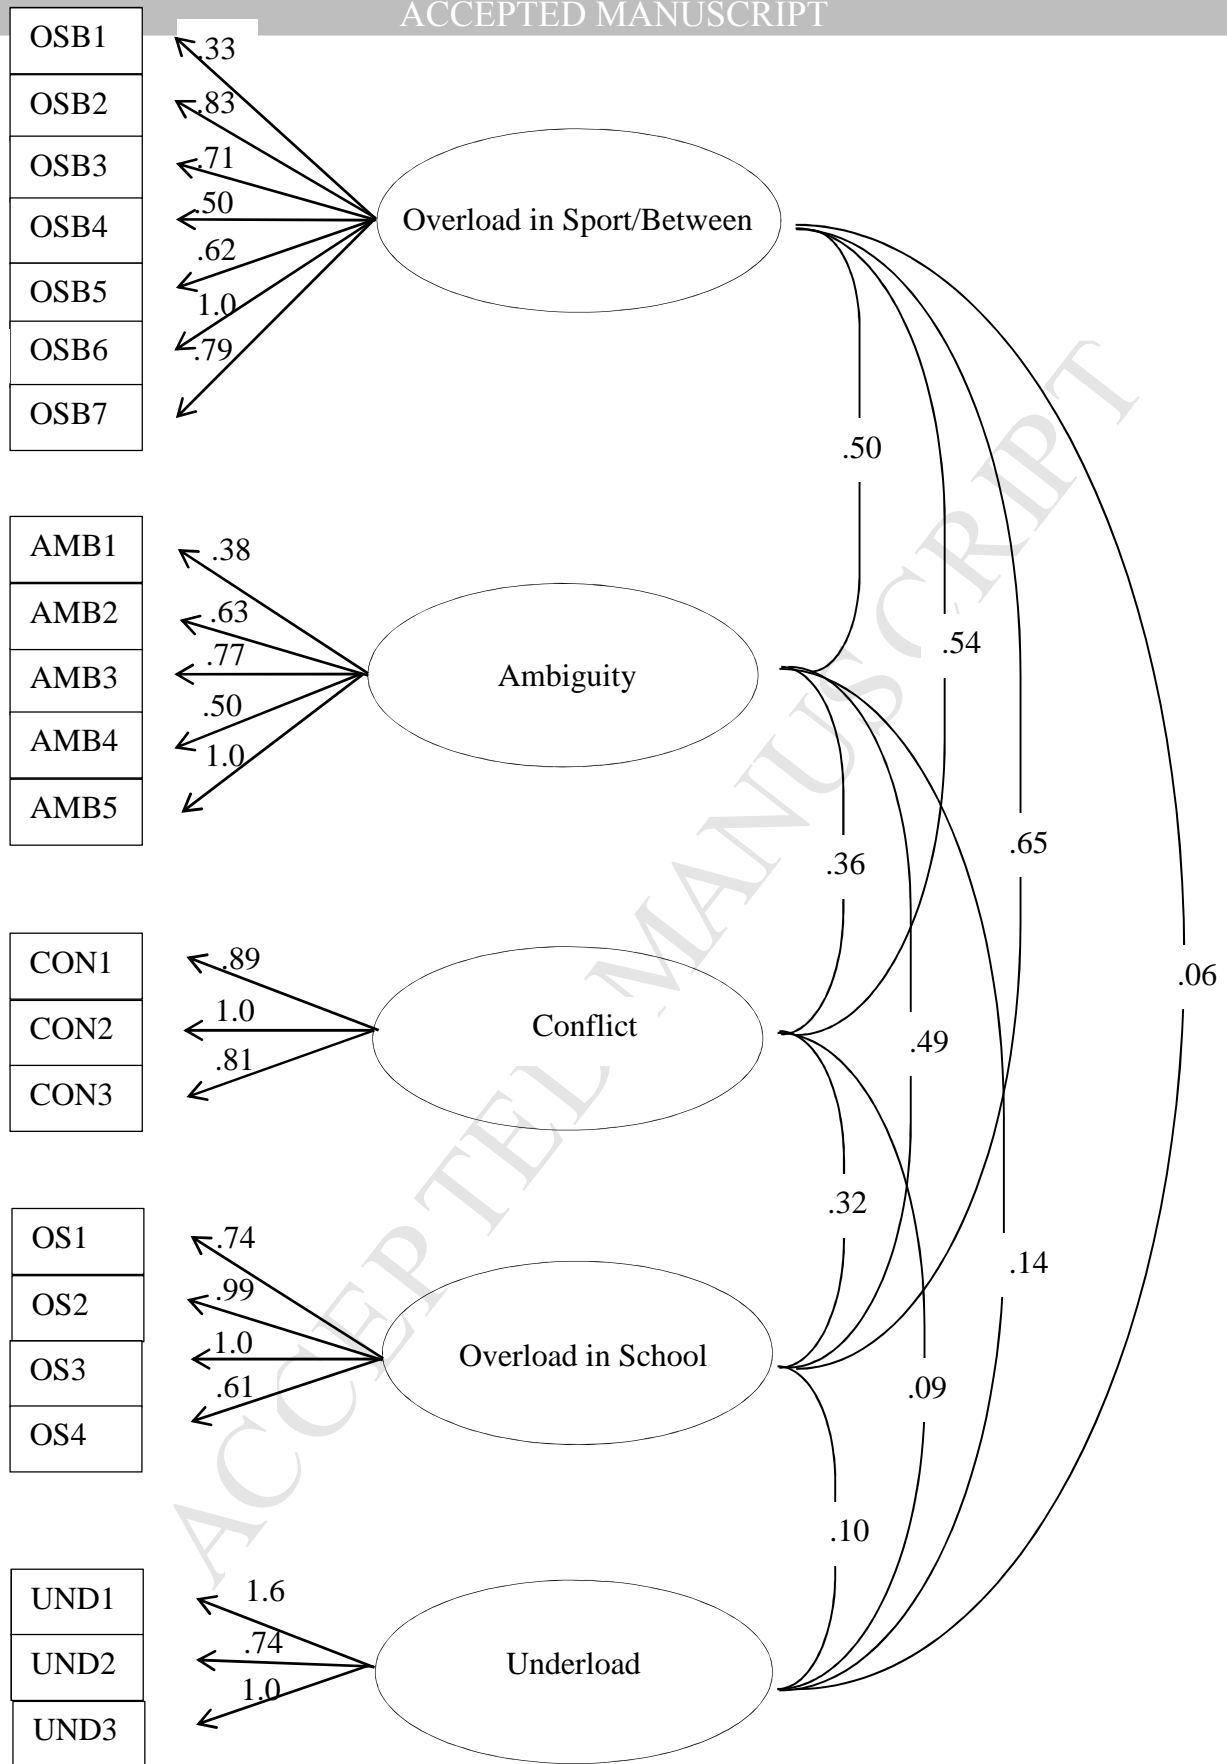 ACCEPTED MANUSCRIPT
OSB1
.33
OSB2
.83
OSB3
.71
OSB4
.50
OSB5
.62
OSB6
1.0
OSB7
.79
Overload in Sport/Between
.50
AMB1
.38
AMB2
.63
AMB3
.77
AMB4
.50
AMB5
1.0
Ambiguity
.54
.36
.65
.06
CON1
.89
CON2
1.0
CON3
.81
Conflict
.49
.32
.14
OS1
.74
OS2
.99
OS3
1.0
OS4
.61
Overload in School
.09
.10
UND1
1.6
UND2
.74
UND3
1.0
Underload
ACCEPTED MANUSCRIPT